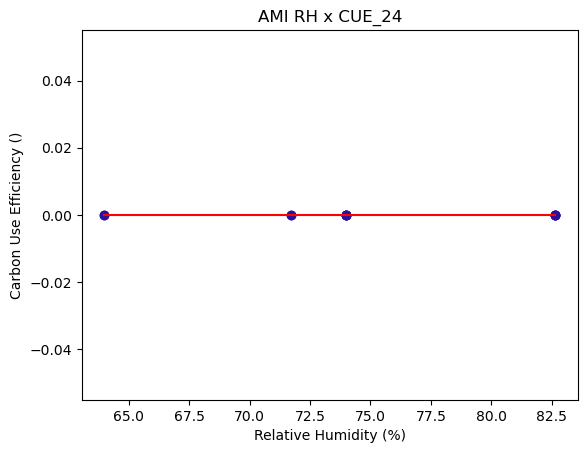 AMI RH x CUE_24
Carbon Use Efficiency ()
0.04
0.02
0.00
−0.02
−0.04
65.0 67.5 70.0 72.5 75.0 77.5 80.0 82.5
Relative Humidity (%)